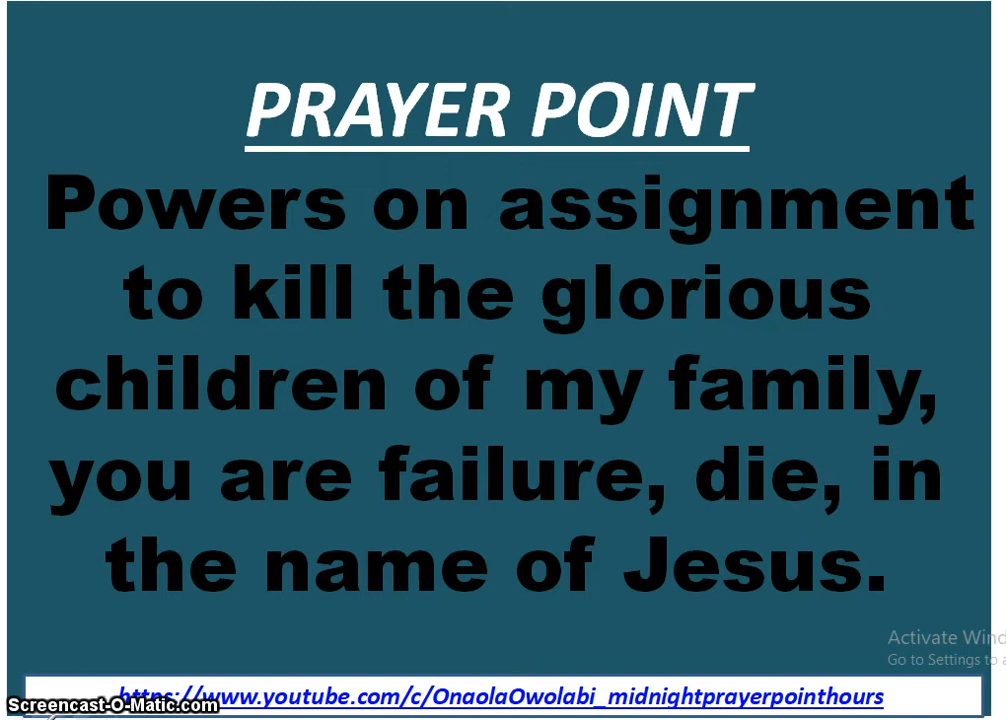 PRAYER POINT
Powers on assignment
to kill the glorious
children of my family,
you are failure, die, in
the name of Jesus.
Activate Wind
Go to Settings to a
https://www.youtube.com/c/OnaolaOwolabi_midnightprayerpointhours
Screencast-O-Matic.com